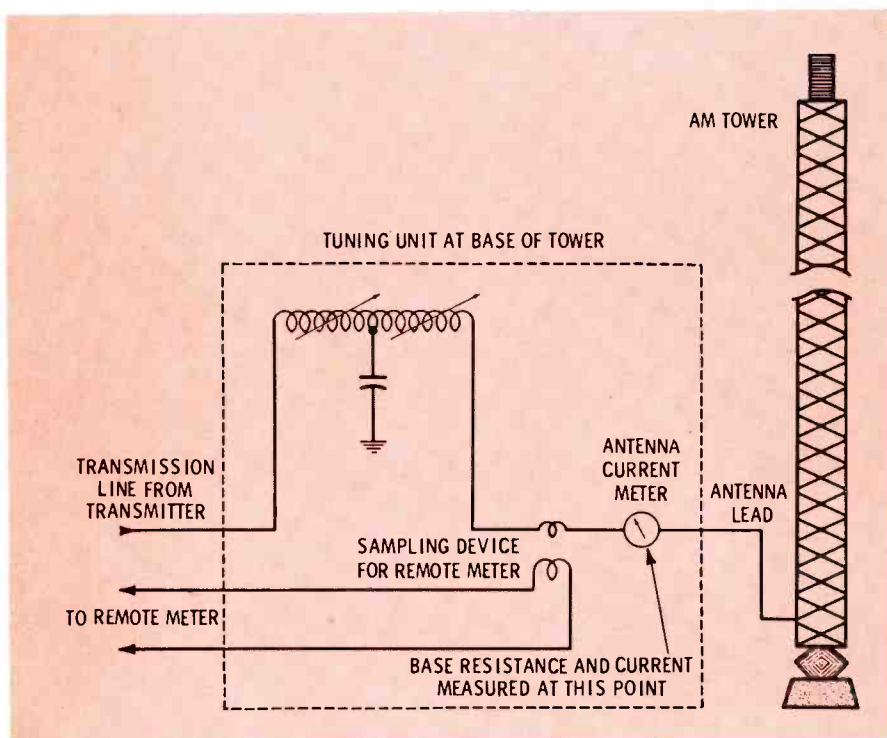 AM TOWER
TUNING UNIT AT BASE OF TOWER
TRANSMISSION
LINE FROM
TRANSMITTER
ANTENNA
CURRENT
METER
ANTENNA
LEAD
SAMPLING DEVICE
FOR REMOTE METER
TO REMOTE METER
BASE RESISTANCE AND CURRENT
MEASURED AT THIS POINT